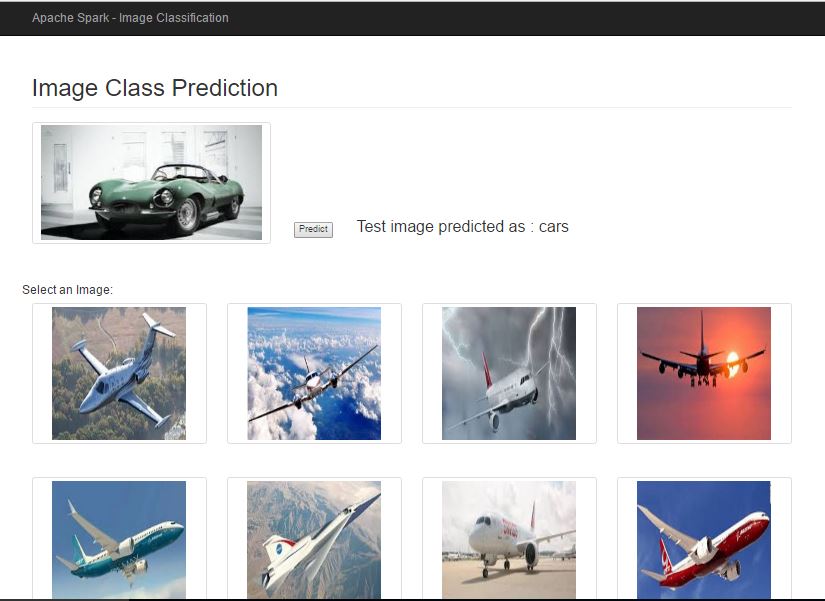 Apache Spark - Image Classification
Image Class Prediction
Predict
Test image predicted as : cars
Select an Image: